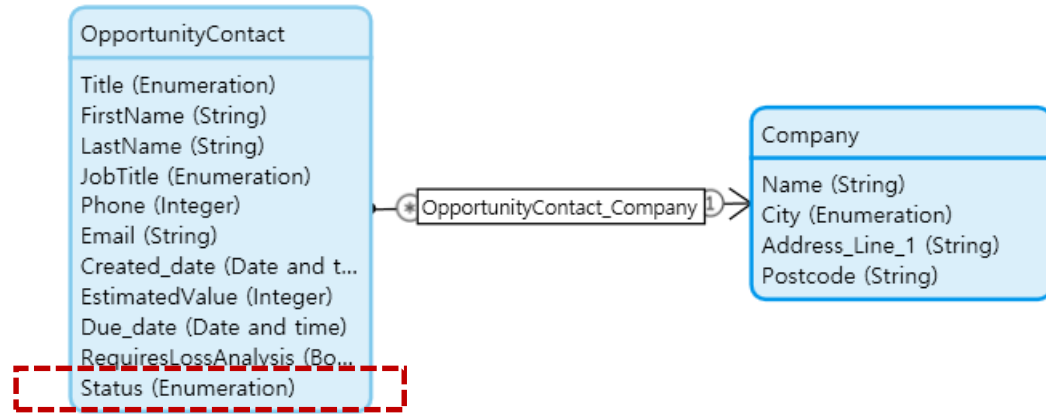 OpportunityContact
Title (Enumeration)
FirstName (String)
LastName (String)
JobTitle (Enumeration)
Phone (Integer)
Email (String)
Created_date (Date and t...
EstimatedValue (Integer)
Due_date (Date and time)
RequiresLossAnalysis (Bo...
Status (Enumeration)
* OpportunityContact_Company 1
Company
Name (String)
City (Enumeration)
Address_Line_1 (String)
Postcode (String)